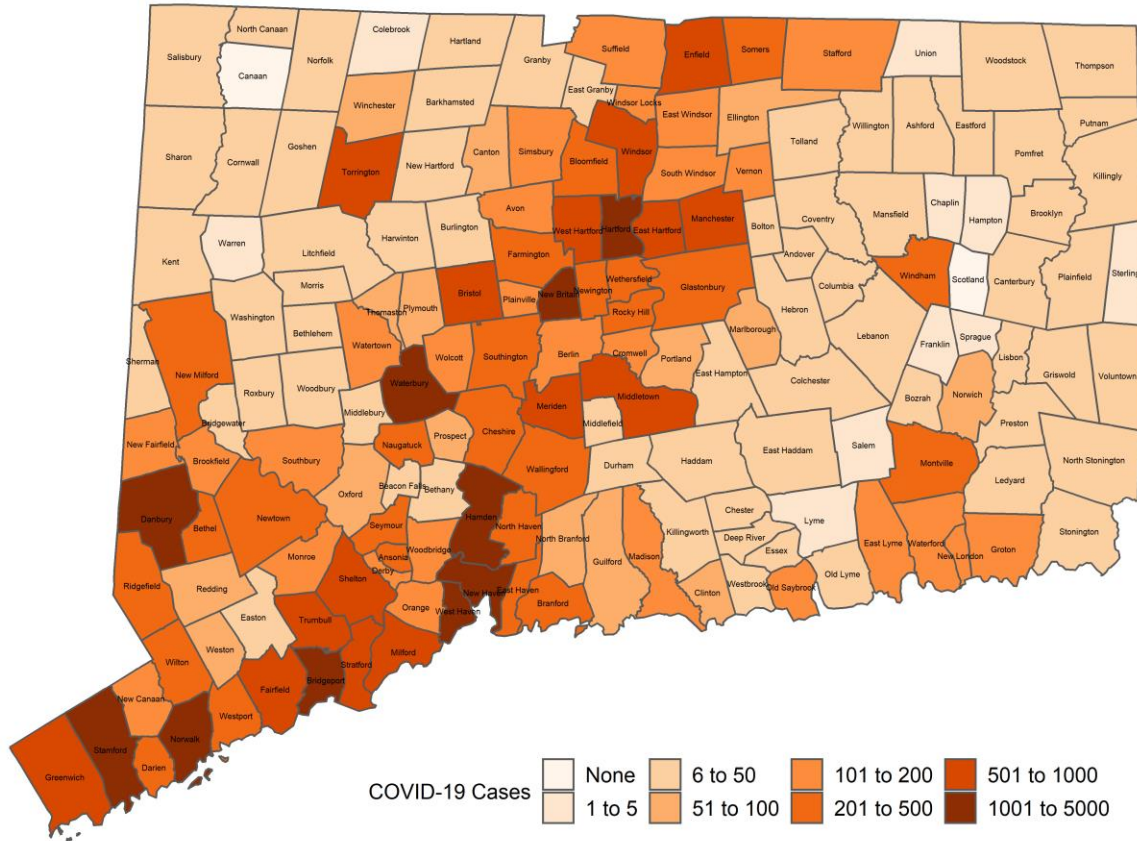 North Canaan
Colebrook
Hartland
Suffield
Enfield
Somers
Stafford
Union
Salisbury
Canaan
Norfolk
Granby
East Granby
Woodstock
Thompson
Winchester
Barkhamsted
Windsor Locks
East Windsor
Ellington
Willington
Ashford
Eastford
Putnam
Sharon
Cornwall
Goshen
Torrington
New Hartford
Canton
Simsbury
Bloomfield
Windsor
South Windsor
Vernon
Tolland
Pomfret
Killingly
Avon
West Hartford
Hartford
East Hartford
Manchester
Bolton
Coventry
Mansfield
Chaplin
Hampton
Brooklyn
Kent
Warren
Litchfield
Harwinton
Burlington
Farmington
Andover
Columbia
Windham
Scotland
Canterbury
Plainfield
Sterling
Morris
Washington
Bethlehem
Thomaston
Plymouth
Bristol
Plainville
New Britain
Newington
Wethersfield
Rocky Hill
Glastonbury
Hebron
Marlborough
Lebanon
Franklin
Sprague
Lisbon
Griswold
Voluntown
Sherman
New Milford
Roxbury
Woodbury
Watertown
Waterbury
Wolcott
Southington
Berlin
Cromwell
Portland
East Hampton
Colchester
Bozrah
Norwich
Preston
Bridgewater
Middlebury
Meriden
Middletown
Middlefield
New Fairfield
Brookfield
Southbury
Naugatuck
Prospect
Cheshire
Wallingford
Durham
Haddam
East Haddam
Salem
Montville
Ledyard
North Stonington
Danbury
Bethel
Newtown
Oxford
Beacon Falls
Bethany
Hamden
North Haven
North Branford
Guilford
Madison
Killingworth
Chester
Deep River
Essex
Lyme
East Lyme
Waterford
New London
Groton
Stonington
Ridgefield
Redding
Monroe
Seymour
Ansonia
Derby
Woodbridge
Shelton
Orange
West Haven
New Haven
East Haven
Branford
Clinton
Westbrook
Old Saybrook
Old Lyme
Easton
Trumbull
Stratford
Milford
Wilton
Weston
Fairfield
Bridgeport
New Canaan
Westport
Greenwich
Stamford
Darien
Norwalk
COVID-19 Cases
None
1 to 5
6 to 50
51 to 100
101 to 200
201 to 500
501 to 1000
1001 to 5000